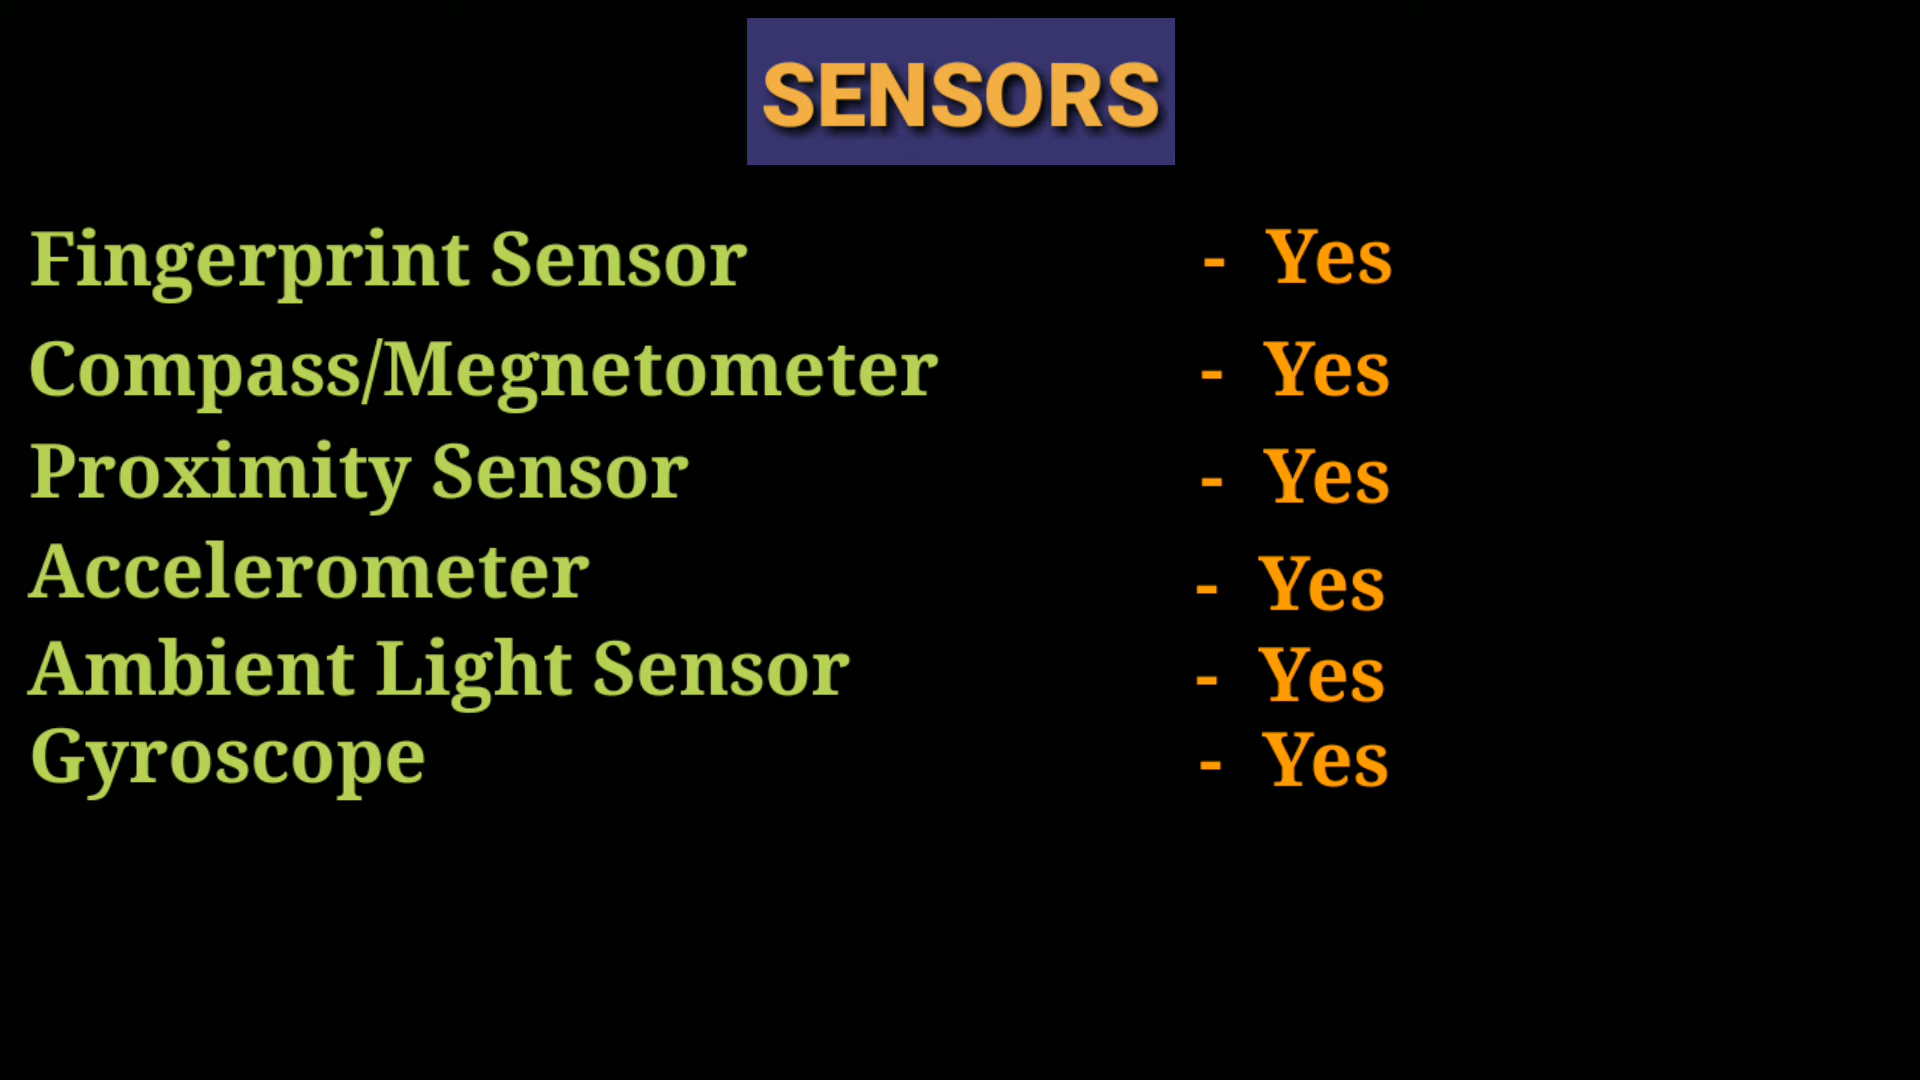 SENSORS
Fingerprint Sensor - Yes
Compass/Megnetometer - Yes
Proximity Sensor - Yes
Accelerometer - Yes
Ambient Light Sensor - Yes
Gyroscope - Yes